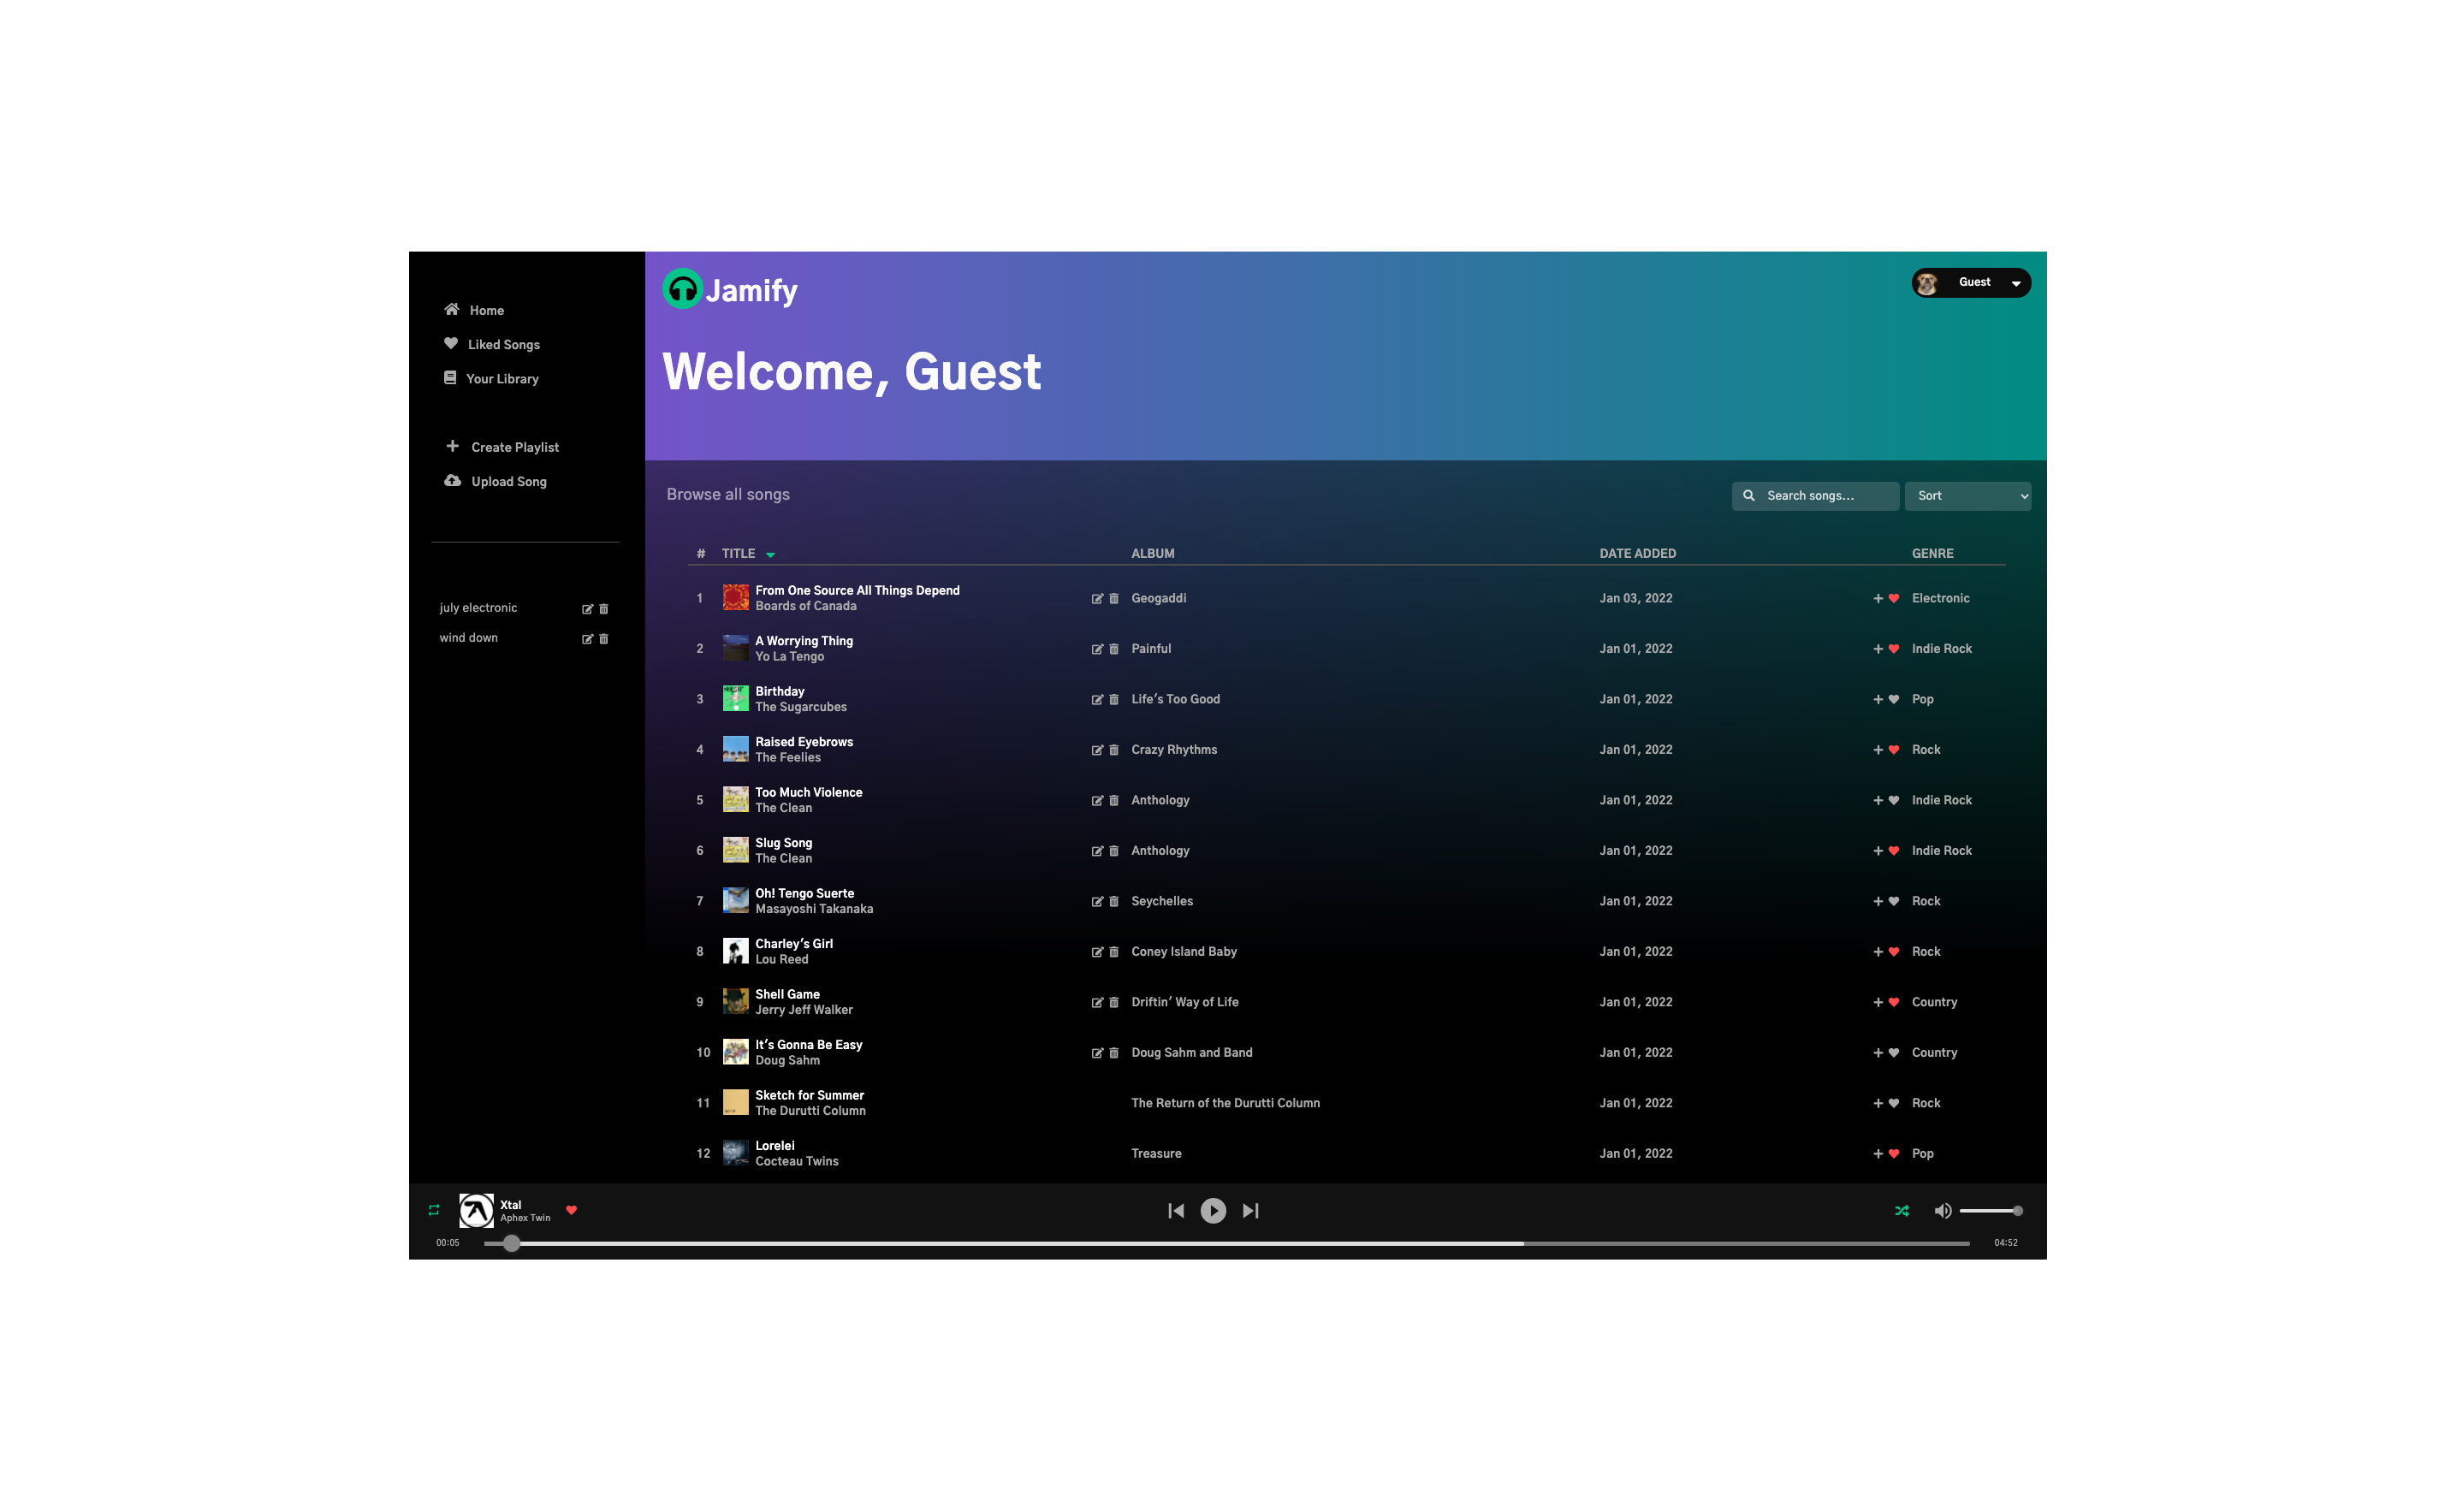 Home
Liked Songs
Your Library
Create Playlist
Upload Song
july electronic
wind down
Jamify
Guest
Welcome, Guest
Browse all songs
Search songs...
Sort
# TITLE ALBUM DATE ADDED GENRE
1 From One Source All Things Depend Geogaddi Jan 03, 2022 Electronic
Boards of Canada
2 A Worrying Thing Painful Jan 01, 2022 Indie Rock
Yo La Tengo
3 Birthday Life's Too Good Jan 01, 2022 Pop
The Sugarcubes
4 Raised Eyebrows Crazy Rhythms Jan 01, 2022 Rock
The Feelies
5 Too Much Violence Anthology Jan 01, 2022 Indie Rock
The Clean
6 Slug Song Anthology Jan 01, 2022 Indie Rock
The Clean
7 Oh! Tengo Suerte Seychelles Jan 01, 2022 Rock
Masayoshi Takanaka
8 Charley's Girl Coney Island Baby Jan 01, 2022 Rock
Lou Reed
9 Shell Game Driftin' Way of Life Jan 01, 2022 Country
Jerry Jeff Walker
10 It's Gonna Be Easy Doug Sahm and Band Jan 01, 2022 Country
Doug Sahm
11 Sketch for Summer The Return of the Durutti Column Jan 01, 2022 Rock
The Durutti Column
12 Lorelei Treasure Jan 01, 2022 Pop
Cocteau Twins
Xtal
Aphex Twin
00:05
04:52